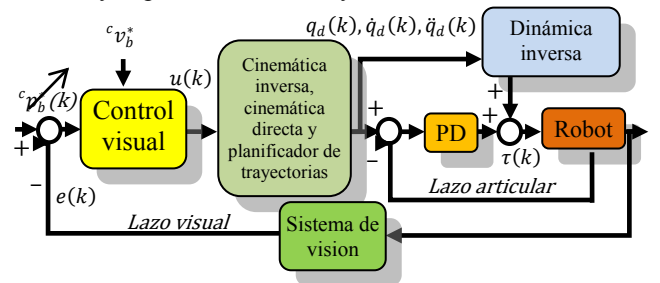 q_d(k), q̇_d(k), q̈_d(k)
Dinámica
inversa
ᶜv_b^*
u(k)
Cinemática
inversa,
cinemática
directa y
planificador de
trayectorias
ᶜv_b^*(k)
Control
visual
+
+
+
+
−
−
PD
τ(k)
Robot
Lazo articular
e(k)
Lazo visual
Sistema de
vision